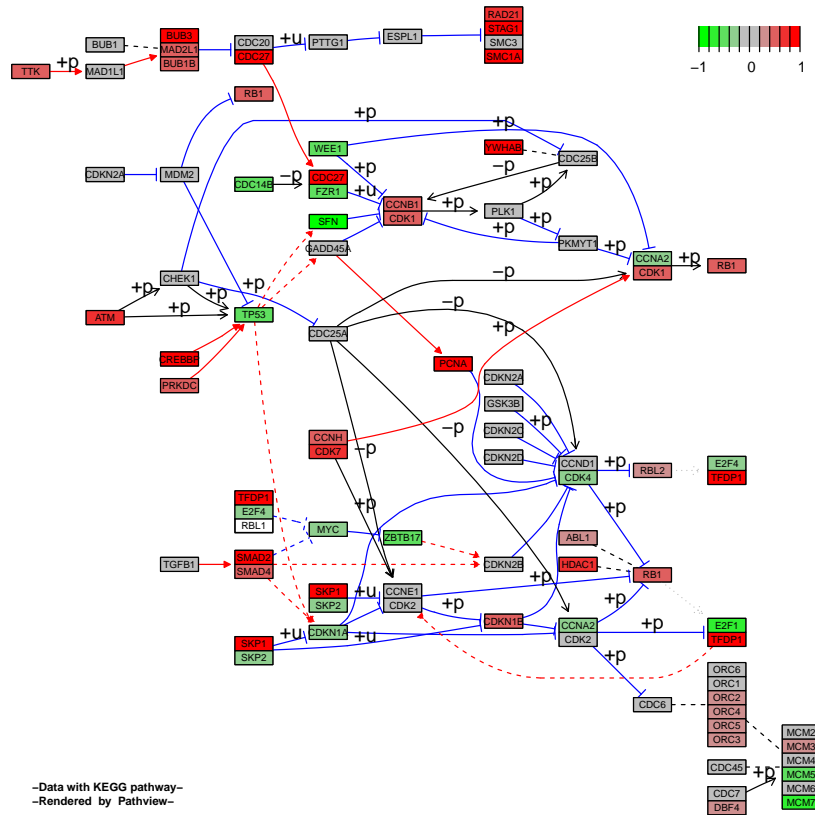 RAD21
BUB3
STAG1
BUB1
MAD2L1
CDC20
+u
PTTG1
ESPL1
SMC3
BUB1B
CDC27
SMC1A
TTK
+p
MAD1L1
−1
0
1
RB1
+p
+p
WEE1
YWHAB
CDC25B
CDKN2A
MDM2
+p
−p
CDC14B
−p
CDC27
FZR1
+u
+p
CCNB1
CDK1
+p
PLK1
SFN
+p
+p
GADD45A
PKMYT1
+p
CCNA2
CDK1
+p
RB1
CHEK1
−p
+p
+p
ATM
+p
+p
TP53
−p
+p
CDC25A
CREBBP
PCNA
PRKDC
CDKN2A
GSK3B
+p
CDKN2C
−p
CCNH
CDK7
−p
CDKN2D
CCND1
CDK4
+p
RBL2
E2F4
TFDP1
TFDP1
E2F4
RBL1
+p
+p
MYC
ZBTB17
ABL1
TGFB1
SMAD2
SMAD4
CDKN2B
HDAC1
RB1
+p
SKP1
SKP2
+u
CCNE1
CDK2
+p
+p
CDKN1B
CDKN1A
+u
CCNA2
CDK2
+p
E2F1
TFDP1
SKP1
SKP2
+u
+p
ORC6
ORC1
ORC2
ORC4
ORC5
ORC3
CDC6
MCM2
MCM3
MCM4
MCM5
MCM6
MCM7
CDC45
+p
CDC7
DBF4
−Data with KEGG pathway−
−Rendered by Pathview−